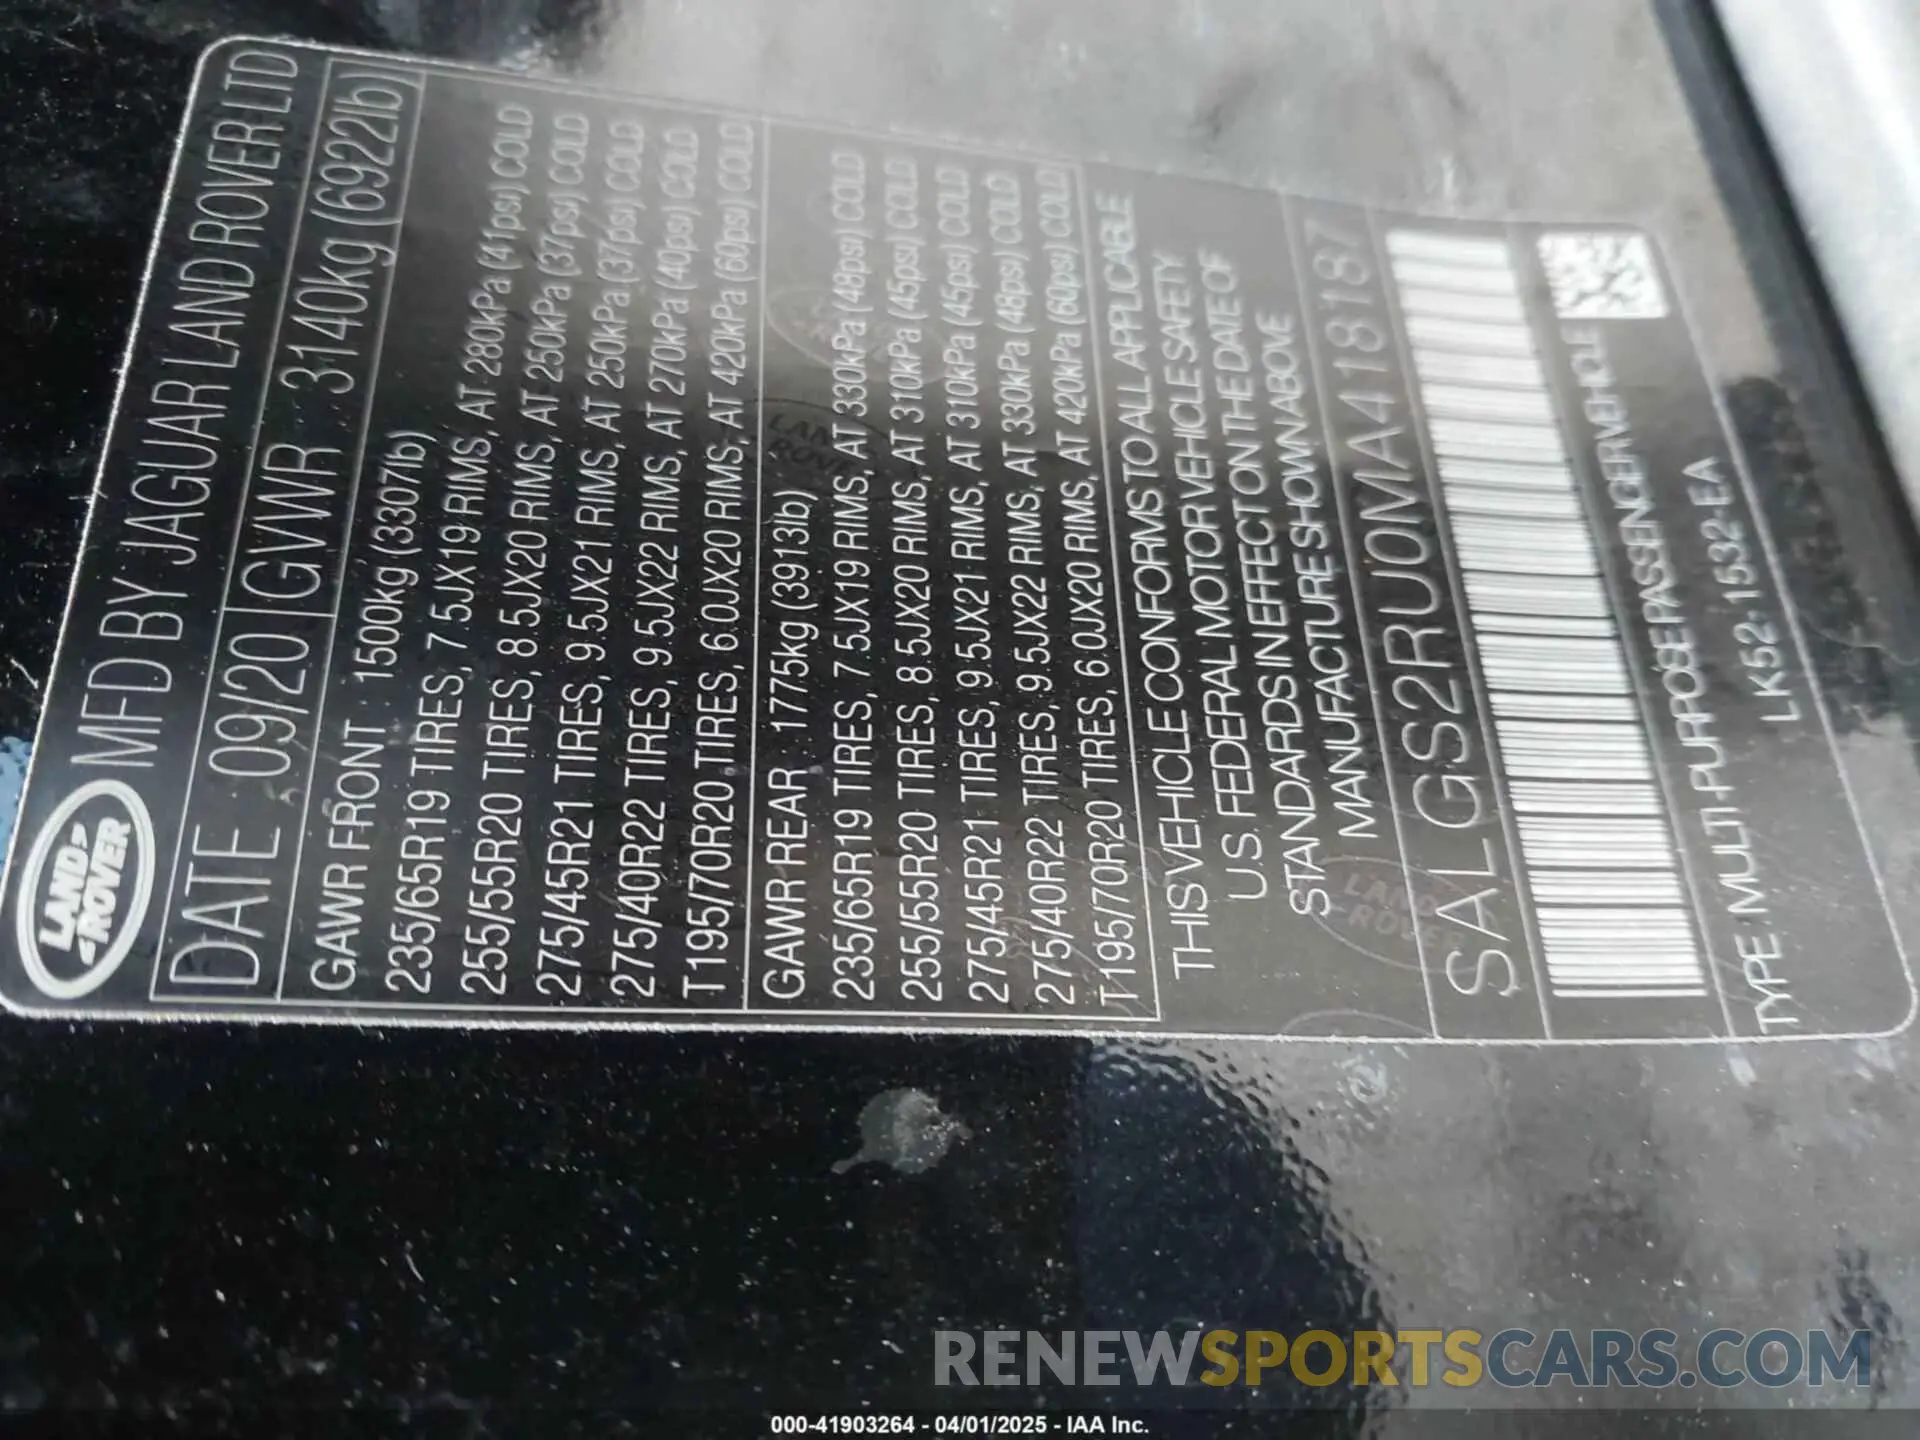 LAND ROVER
MFD BY JAGUAR LAND ROVER LTD
DATE 09/20 GVWR 3140kg (6922lb)
GAWR FRONT : 1500kg (3307lb)
235/65R19 TIRES, 7.5JX19 RIMS, AT 280kPa (41psi) COLD
255/55R20 TIRES, 8.5JX20 RIMS, AT 250kPa (37psi) COLD
275/45R21 TIRES, 9.5JX21 RIMS, AT 250kPa (37psi) COLD
275/40R22 TIRES, 9.5JX22 RIMS, AT 270kPa (40psi) COLD
T195/70R20 TIRES, 6.0JX20 RIMS, AT 420kPa (60psi) COLD
GAWR REAR : 1775kg (3913lb)
235/65R19 TIRES, 7.5JX19 RIMS, AT 330kPa (48psi) COLD
255/55R20 TIRES, 8.5JX20 RIMS, AT 310kPa (45psi) COLD
275/45R21 TIRES, 9.5JX21 RIMS, AT 310kPa (45psi) COLD
275/40R22 TIRES, 9.5JX22 RIMS, AT 330kPa (48psi) COLD
T195/70R20 TIRES, 6.0JX20 RIMS, AT 420kPa (60psi) COLD
THIS VEHICLE CONFORMS TO ALL APPLICABLE
U.S. FEDERAL MOTOR VEHICLE SAFETY
STANDARDS IN EFFECT ON THE DATE OF
MANUFACTURE SHOWN ABOVE
SALGS2RU0MA418187
TYPE: MULTI-PURPOSE PASSENGER VEHICLE
LK52-1532-EA
LAND ROVER
LAND ROVER
RENEWSPORTSCARS.COM
000-41903264 - 04/01/2025 - IAA Inc.